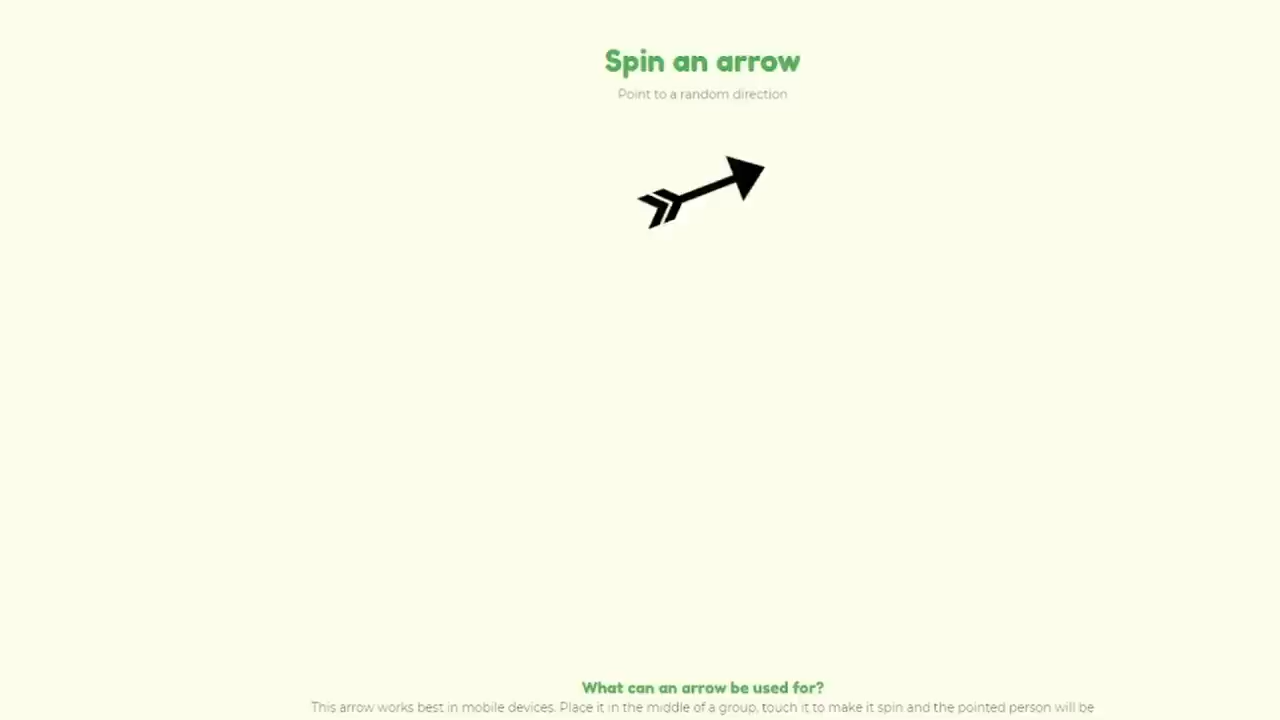 Spin an arrow
Point to a random direction
What can an arrow be used for?
This arrow works best in mobile devices. Place it in the middle of a group, touch it to make it spin and the pointed person will be